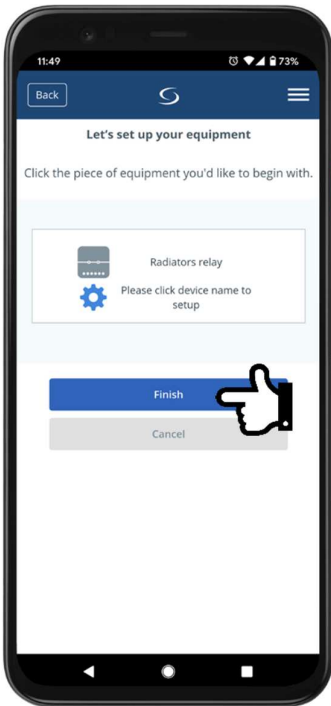 11:49
73%
Back
Let's set up your equipment
Click the piece of equipment you'd like to begin with.
Radiators relay
Please click device name to
setup
Finish
Cancel